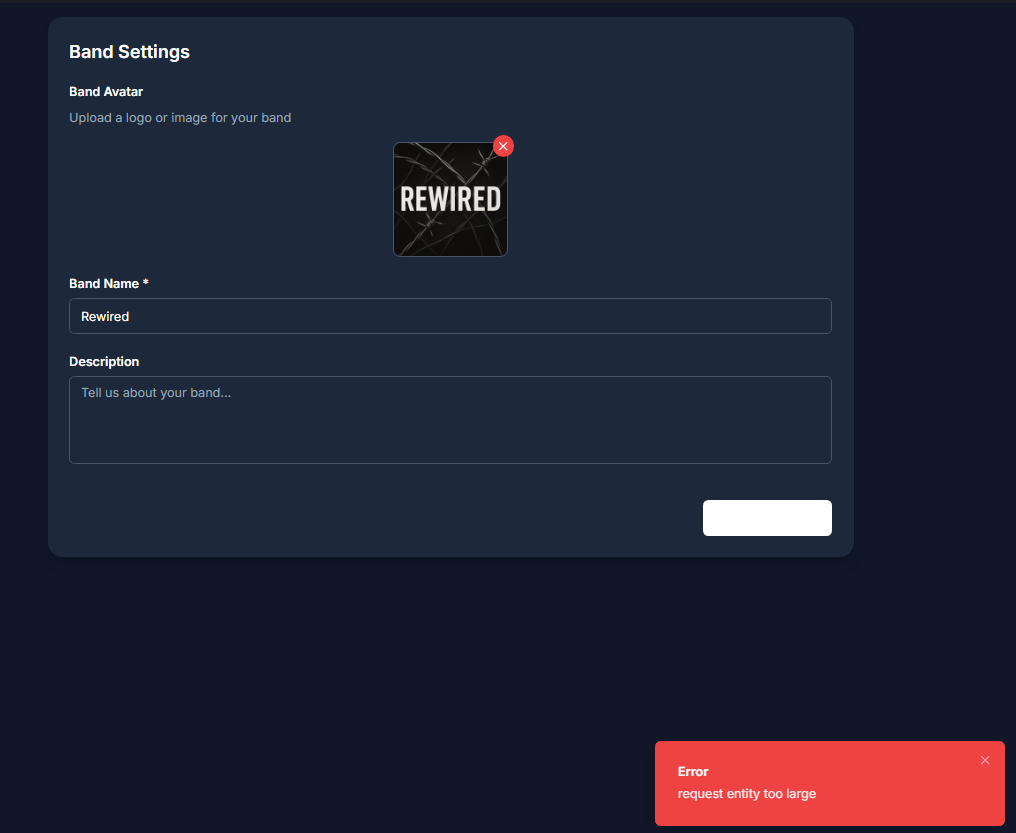 Band Settings
Band Avatar
Upload a logo or image for your band
REWIRED
Band Name *
Rewired
Description
Tell us about your band...
Error
request entity too large